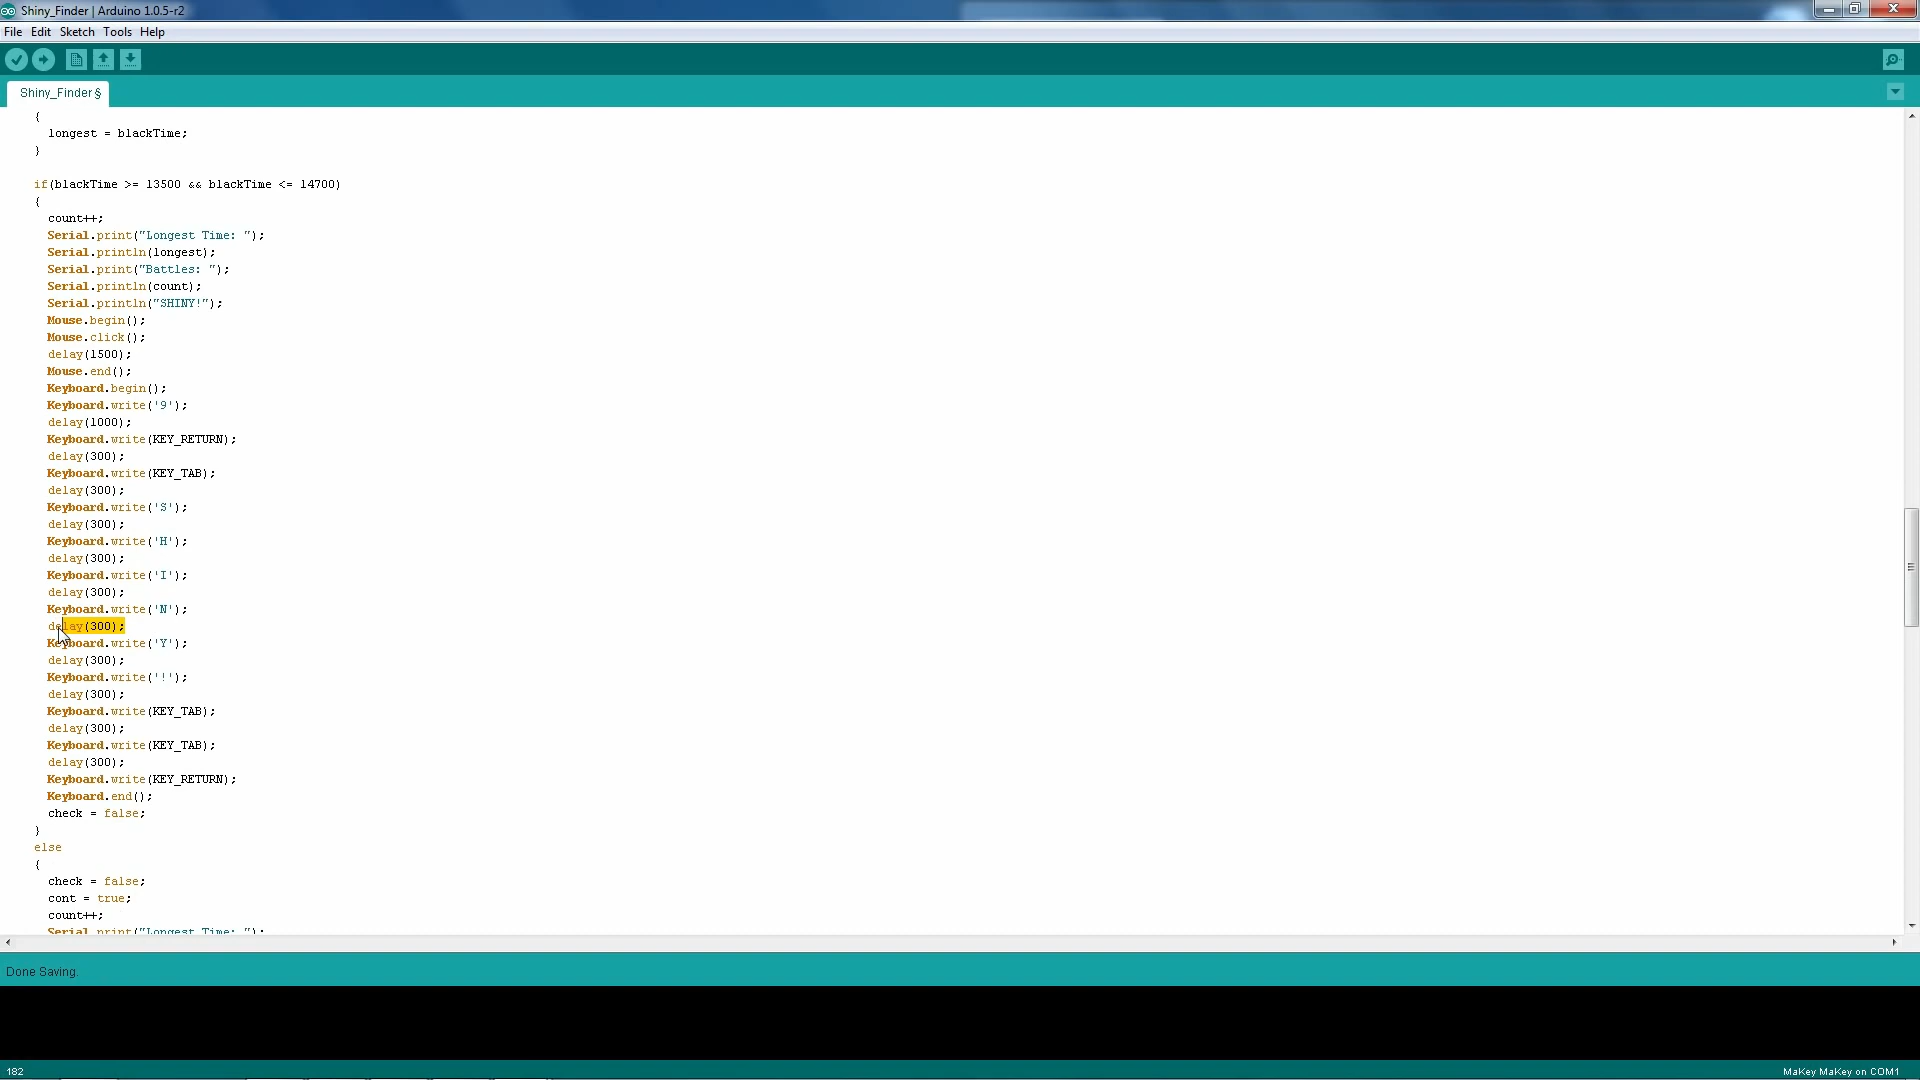 Shiny_Finder | Arduino 1.0.5-r2
File Edit Sketch Tools Help
Shiny_Finder §
{
longest = blackTime;
}
if(blackTime >= 13500 && blackTime <= 14700)
{
count++;
Serial.print("Longest Time: ");
Serial.println(longest);
Serial.print("Battles: ");
Serial.println(count);
Serial.println("SHINY!");
Mouse.begin();
Mouse.click();
delay(1500);
Mouse.end();
Keyboard.begin();
Keyboard.write('9');
delay(1000);
Keyboard.write(KEY_RETURN);
delay(300);
Keyboard.write(KEY_TAB);
delay(300);
Keyboard.write('S');
delay(300);
Keyboard.write('H');
delay(300);
Keyboard.write('I');
delay(300);
Keyboard.write('N');
delay(300);
Keyboard.write('Y');
delay(300);
Keyboard.write('!');
delay(300);
Keyboard.write(KEY_TAB);
delay(300);
Keyboard.write(KEY_TAB);
delay(300);
Keyboard.write(KEY_RETURN);
Keyboard.end();
check = false;
}
else
{
check = false;
cont = true;
count++;
Serial.print("Longest Time: ");
Done Saving.
182
MaKey MaKey on COM1